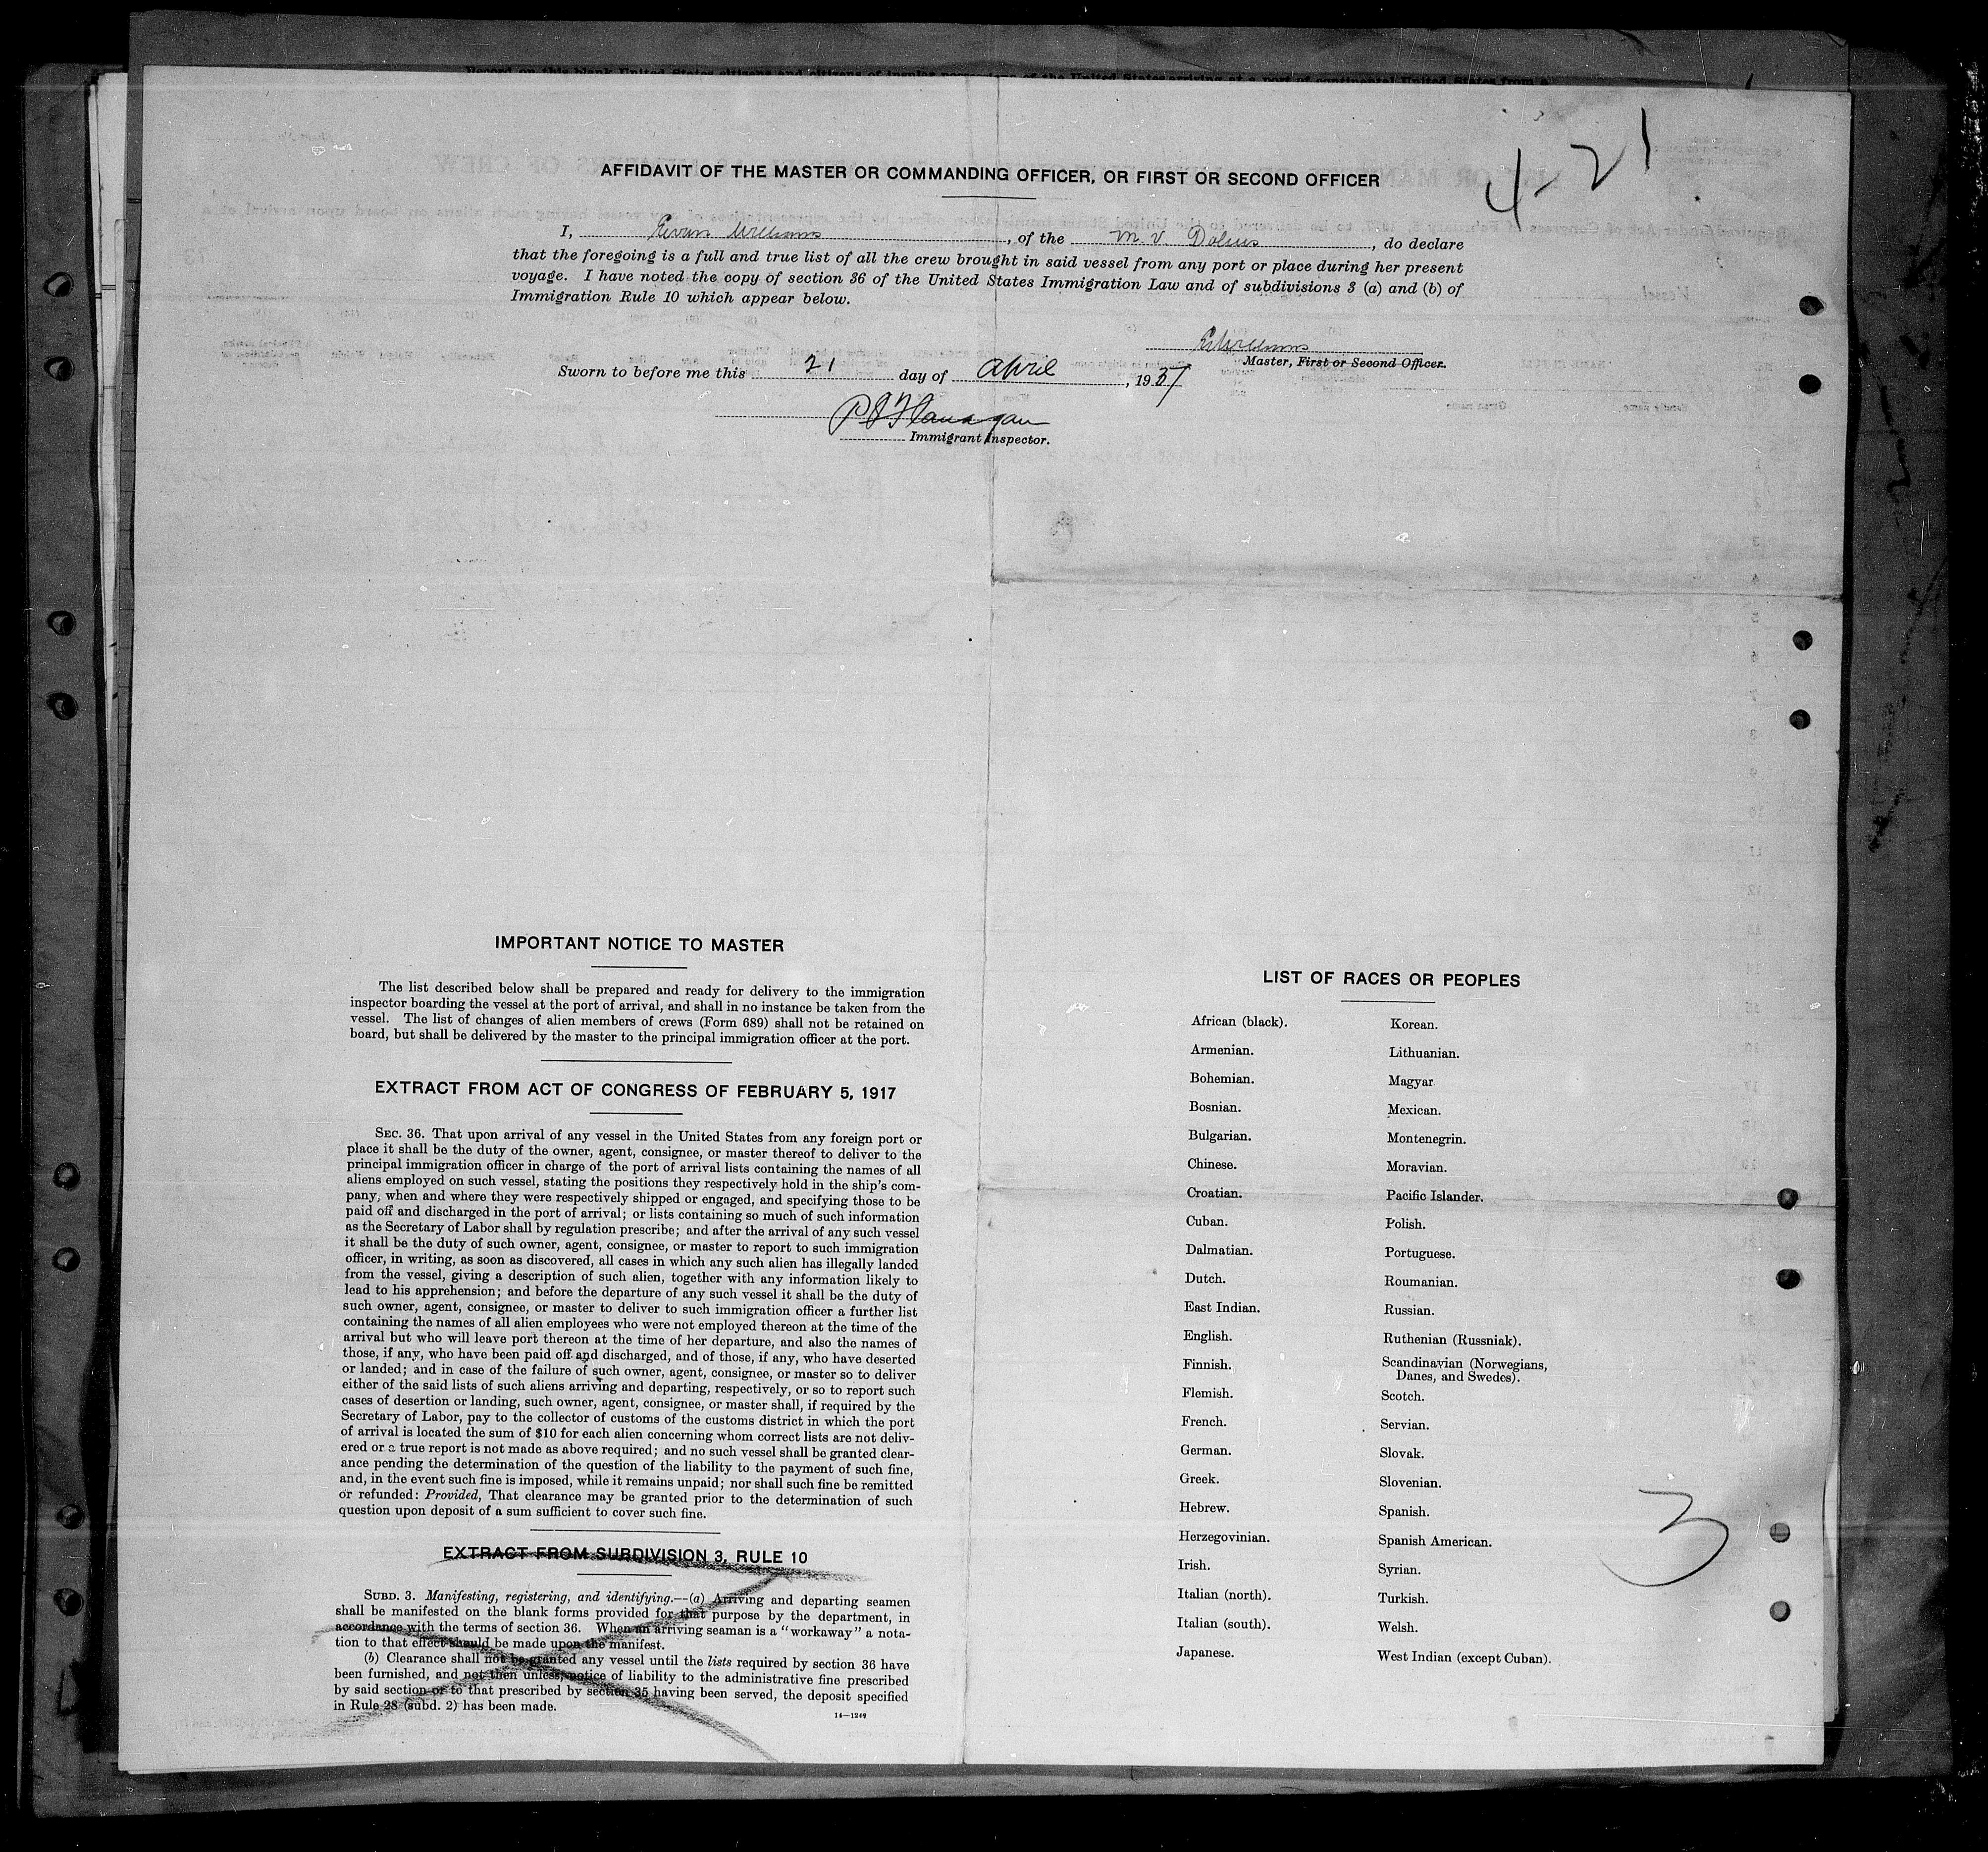 4-21
AFFIDAVIT OF THE MASTER OR COMMANDING OFFICER, OR FIRST OR SECOND OFFICER
I, Evan Williams, of the M.V. Dolius, do declare
that the foregoing is a full and true list of all the crew brought in said vessel from any port or place during her present
voyage. I have noted the copy of section 36 of the United States Immigration Law and of subdivisions 3 (a) and (b) of
Immigration Rule 10 which appear below.
E Williams
Master, First or Second Officer.
Sworn to before me this 21 day of April, 1937
P J Flanagan
Immigrant Inspector.
IMPORTANT NOTICE TO MASTER
The list described below shall be prepared and ready for delivery to the immigration
inspector boarding the vessel at the port of arrival, and shall in no instance be taken from the
vessel. The list of changes of alien members of crews (Form 689) shall not be retained on
board, but shall be delivered by the master to the principal immigration officer at the port.
EXTRACT FROM ACT OF CONGRESS OF FEBRUARY 5, 1917
SEC. 36. That upon arrival of any vessel in the United States from any foreign port or
place it shall be the duty of the owner, agent, consignee, or master thereof to deliver to the
principal immigration officer in charge of the port of arrival lists containing the names of all
aliens employed on such vessel, stating the positions they respectively hold in the ship's com-
pany, when and where they were respectively shipped or engaged, and specifying those to be
paid off and discharged in the port of arrival; or lists containing so much of such information
as the Secretary of Labor shall by regulation prescribe; and after the arrival of any such vessel
it shall be the duty of such owner, agent, consignee, or master to report to such immigration
officer, in writing, as soon as discovered, all cases in which any such alien has illegally landed
from the vessel, giving a description of such alien, together with any information likely to
lead to his apprehension; and before the departure of any such vessel it shall be the duty of
such owner, agent, consignee, or master to deliver to such immigration officer a further list
containing the names of all alien employees who were not employed thereon at the time of the
arrival but who will leave port thereon at the time of her departure, and also the names of
those, if any, who have been paid off and discharged, and of those, if any, who have deserted
or landed; and in case of the failure of such owner, agent, consignee, or master so to deliver
either of the said lists of such aliens arriving and departing, respectively, or so to report such
cases of desertion or landing, such owner, agent, consignee, or master shall, if required by the
Secretary of Labor, pay to the collector of customs of the customs district in which the port
of arrival is located the sum of $10 for each alien concerning whom correct lists are not deliv-
ered or a true report is not made as above required; and no such vessel shall be granted clear-
ance pending the determination of the question of the liability to the payment of such fine,
and, in the event such fine is imposed, while it remains unpaid; nor shall such fine be remitted
or refunded: Provided, That clearance may be granted prior to the determination of such
question upon deposit of a sum sufficient to cover such fine.
EXTRACT FROM SUBDIVISION 3, RULE 10
SUBD. 3. Manifesting, registering, and identifying.—(a) Arriving and departing seamen
shall be manifested on the blank forms provided for that purpose by the department, in
accordance with the terms of section 36. When an arriving seaman is a "workaway" a nota-
tion to that effect should be made upon the manifest.
(b) Clearance shall not be granted any vessel until the lists required by section 36 have
been furnished, and not then unless, notice of liability to the administrative fine prescribed
by said section or to that prescribed by section 35 having been served, the deposit specified
in Rule 28 (subd. 2) has been made.
14—1249
LIST OF RACES OR PEOPLES
African (black).
Armenian.
Bohemian.
Bosnian.
Bulgarian.
Chinese.
Croatian.
Cuban.
Dalmatian.
Dutch.
East Indian.
English.
Finnish.
Flemish.
French.
German.
Greek.
Hebrew.
Herzegovinian.
Irish.
Italian (north).
Italian (south).
Japanese.
Korean.
Lithuanian.
Magyar
Mexican.
Montenegrin.
Moravian.
Pacific Islander.
Polish.
Portuguese.
Roumanian.
Russian.
Ruthenian (Russniak).
Scandinavian (Norwegians,
Danes, and Swedes).
Scotch.
Servian.
Slovak.
Slovenian.
Spanish.
Spanish American.
Syrian.
Turkish.
Welsh.
West Indian (except Cuban).
3